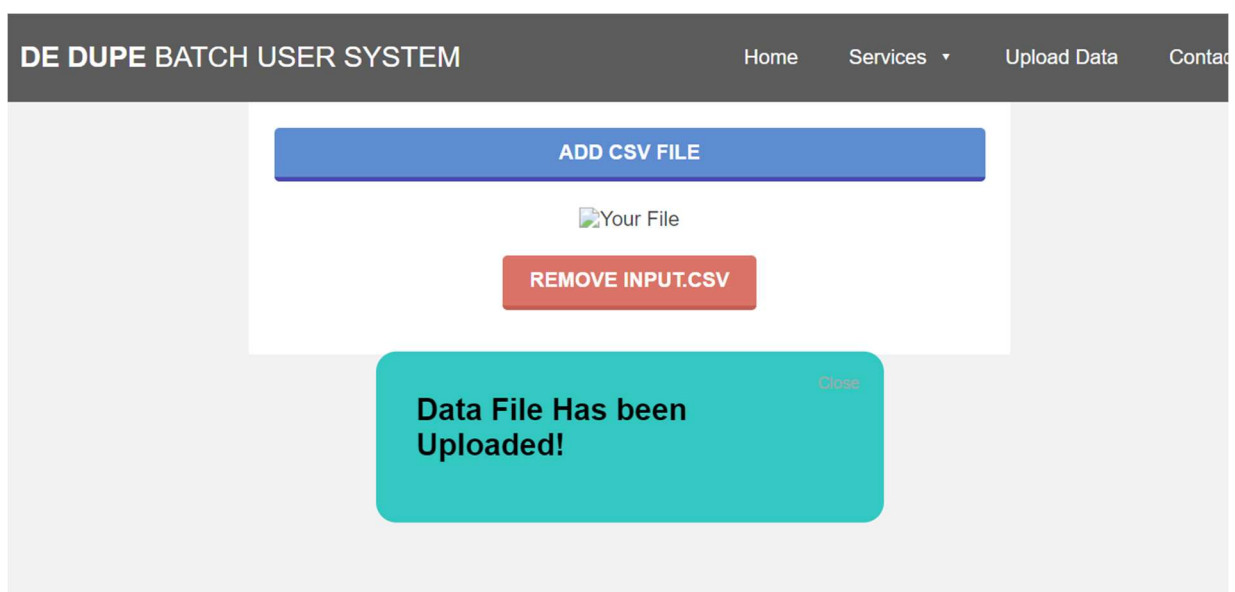 DE DUPE BATCH USER SYSTEM Home Services Upload Data Contac
ADD CSV FILE
Your File
REMOVE INPUT.CSV
Close
Data File Has been
Uploaded!